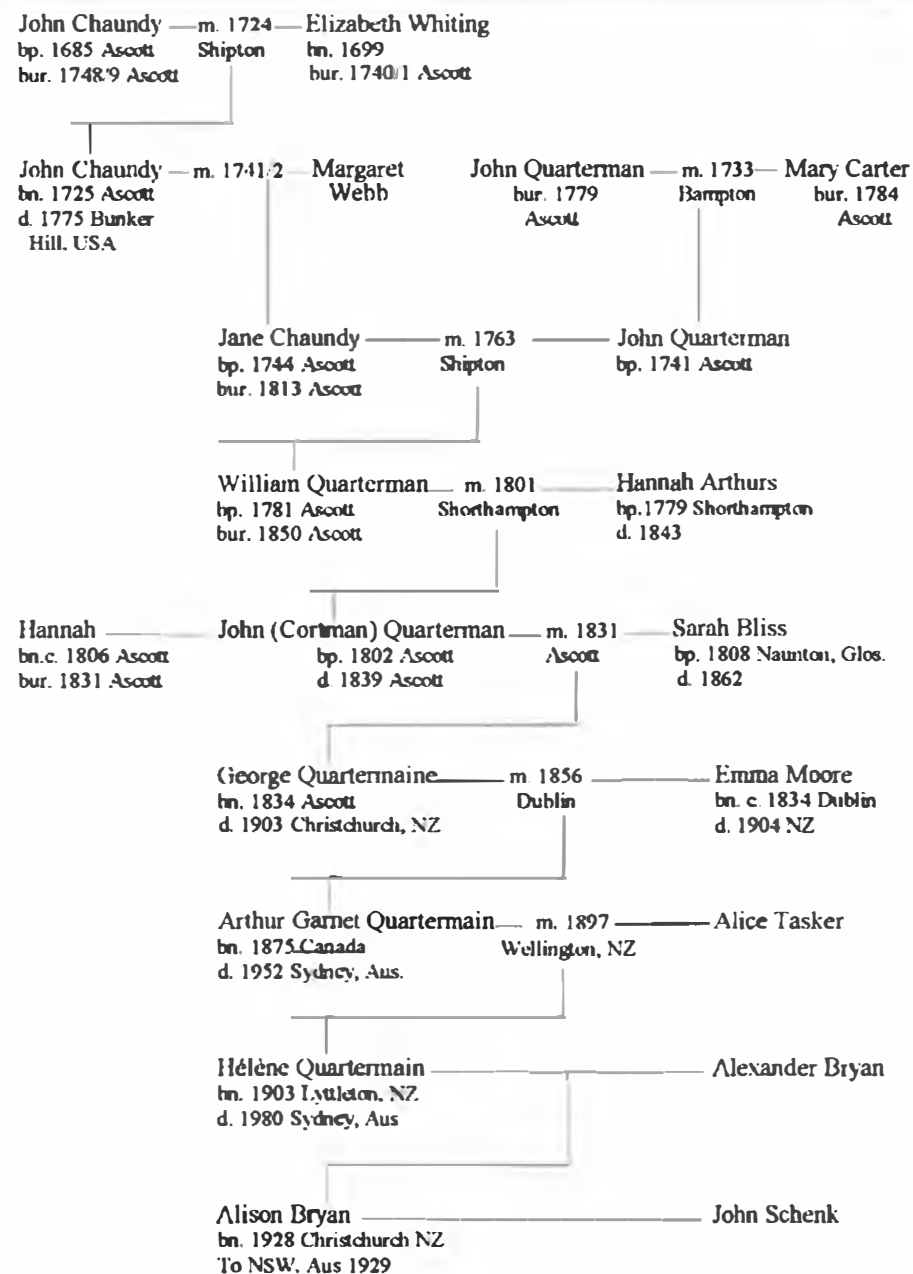 John Chaundy m. 1724 Elizabeth Whiting
bp. 1685 Ascott Shipton bn. 1699
bur. 1748/9 Ascott bur. 1740/1 Ascott
John Chaundy m. 1741/2 Margaret John Quarterman m. 1733 Mary Carter
bn. 1725 Ascott Webb bur. 1779 Bampton bur. 1784
d. 1775 Bunker Ascott Ascott
Hill, USA
Jane Chaundy m. 1763 John Quarterman
bp. 1744 Ascott Shipton bp. 1741 Ascott
bur. 1813 Ascott
William Quarterman m. 1801 Hannah Arthurs
bp. 1781 Ascott Shorthampton bp.1779 Shorthampton
bur. 1850 Ascott d. 1843
Hannah John (Cortman) Quarterman m. 1831 Sarah Bliss
bn.c. 1806 Ascott bp. 1802 Ascott Ascott bp. 1808 Naunton, Glos.
bur. 1831 Ascott d. 1839 Ascott d. 1862
George Quartermaine m. 1856 Emma Moore
bn. 1834 Ascott Dublin bn. c. 1834 Dublin
d. 1903 Christchurch, NZ d. 1904 NZ
Arthur Garnet Quartermain m. 1897 Alice Tasker
bn. 1875 Canada Wellington, NZ
d. 1952 Sydney, Aus.
Hélène Quartermain Alexander Bryan
bn. 1903 Lyttleton, NZ
d. 1980 Sydney, Aus
Alison Bryan John Schenk
bn. 1928 Christchurch NZ
To NSW, Aus 1929